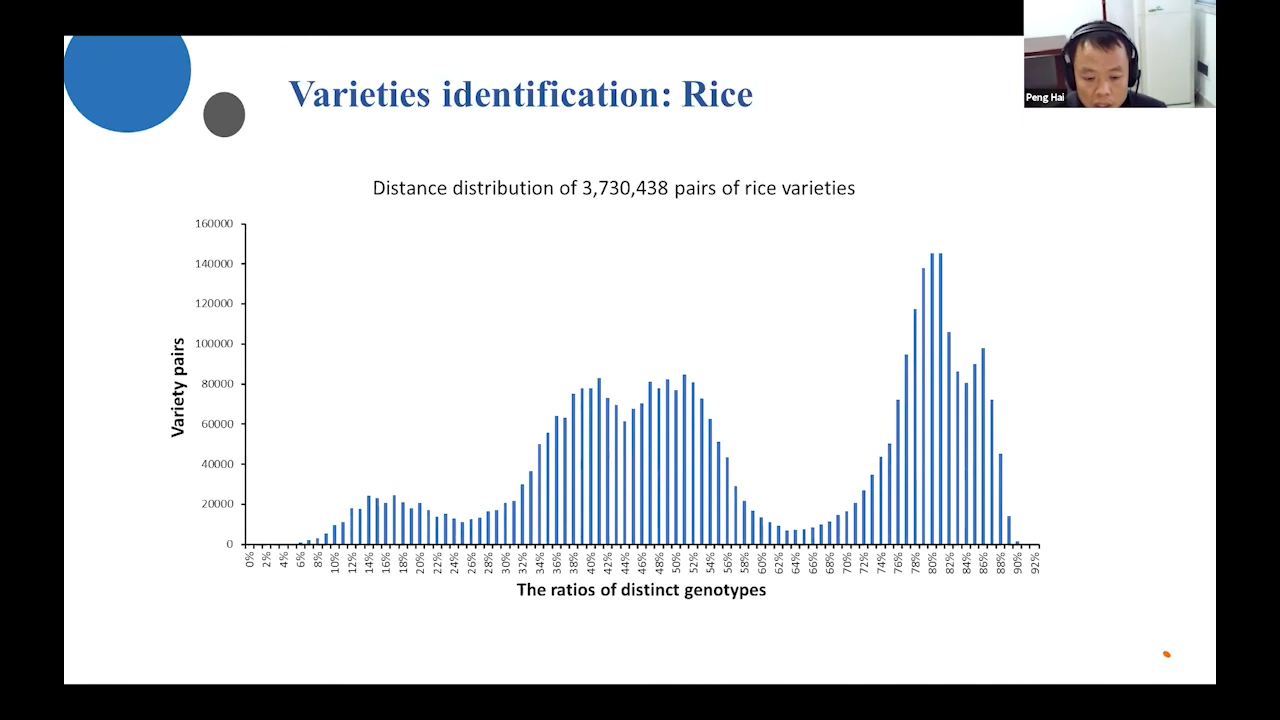 Varieties identification: Rice
Peng Hai
Distance distribution of 3,730,438 pairs of rice varieties
160000
140000
120000
100000
80000
60000
40000
20000
0
Variety pairs
0% 2% 4% 6% 8% 10% 12% 14% 16% 18% 20% 22% 24% 26% 28% 30% 32% 34% 36% 38% 40% 42% 44% 46% 48% 50% 52% 54% 56% 58% 60% 62% 64% 66% 68% 70% 72% 74% 76% 78% 80% 82% 84% 86% 88% 90% 92%
The ratios of distinct genotypes